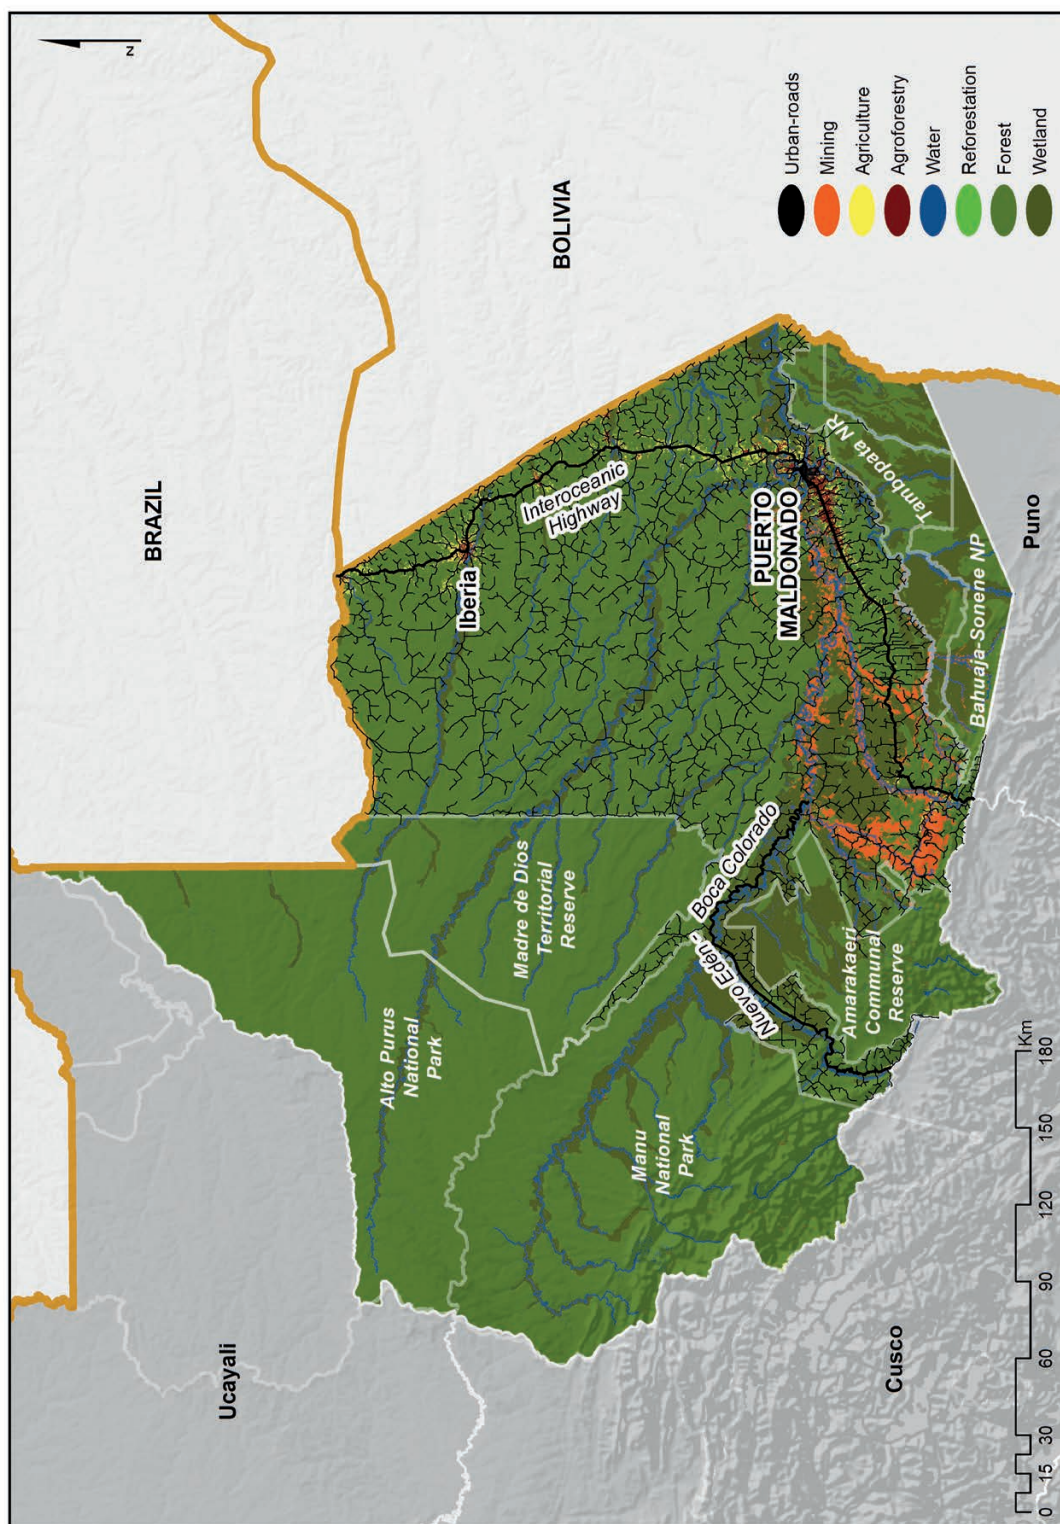 N
BRAZIL
BOLIVIA
Ucayali
Cusco
Puno
Iberia
Interoceanic
Highway
PUERTO
MALDONADO
Alto Purus
National
Park
Madre de Dios
Territorial
Reserve
Manu
National
Park
Nuevo Edén - Boca Colorado
Amarakaeri
Communal
Reserve
Tambopata NR
Bahuaja-Sonene NP
Urban-roads
Mining
Agriculture
Agroforestry
Water
Reforestation
Forest
Wetland
0 15 30 60 90 120 150 180
Km